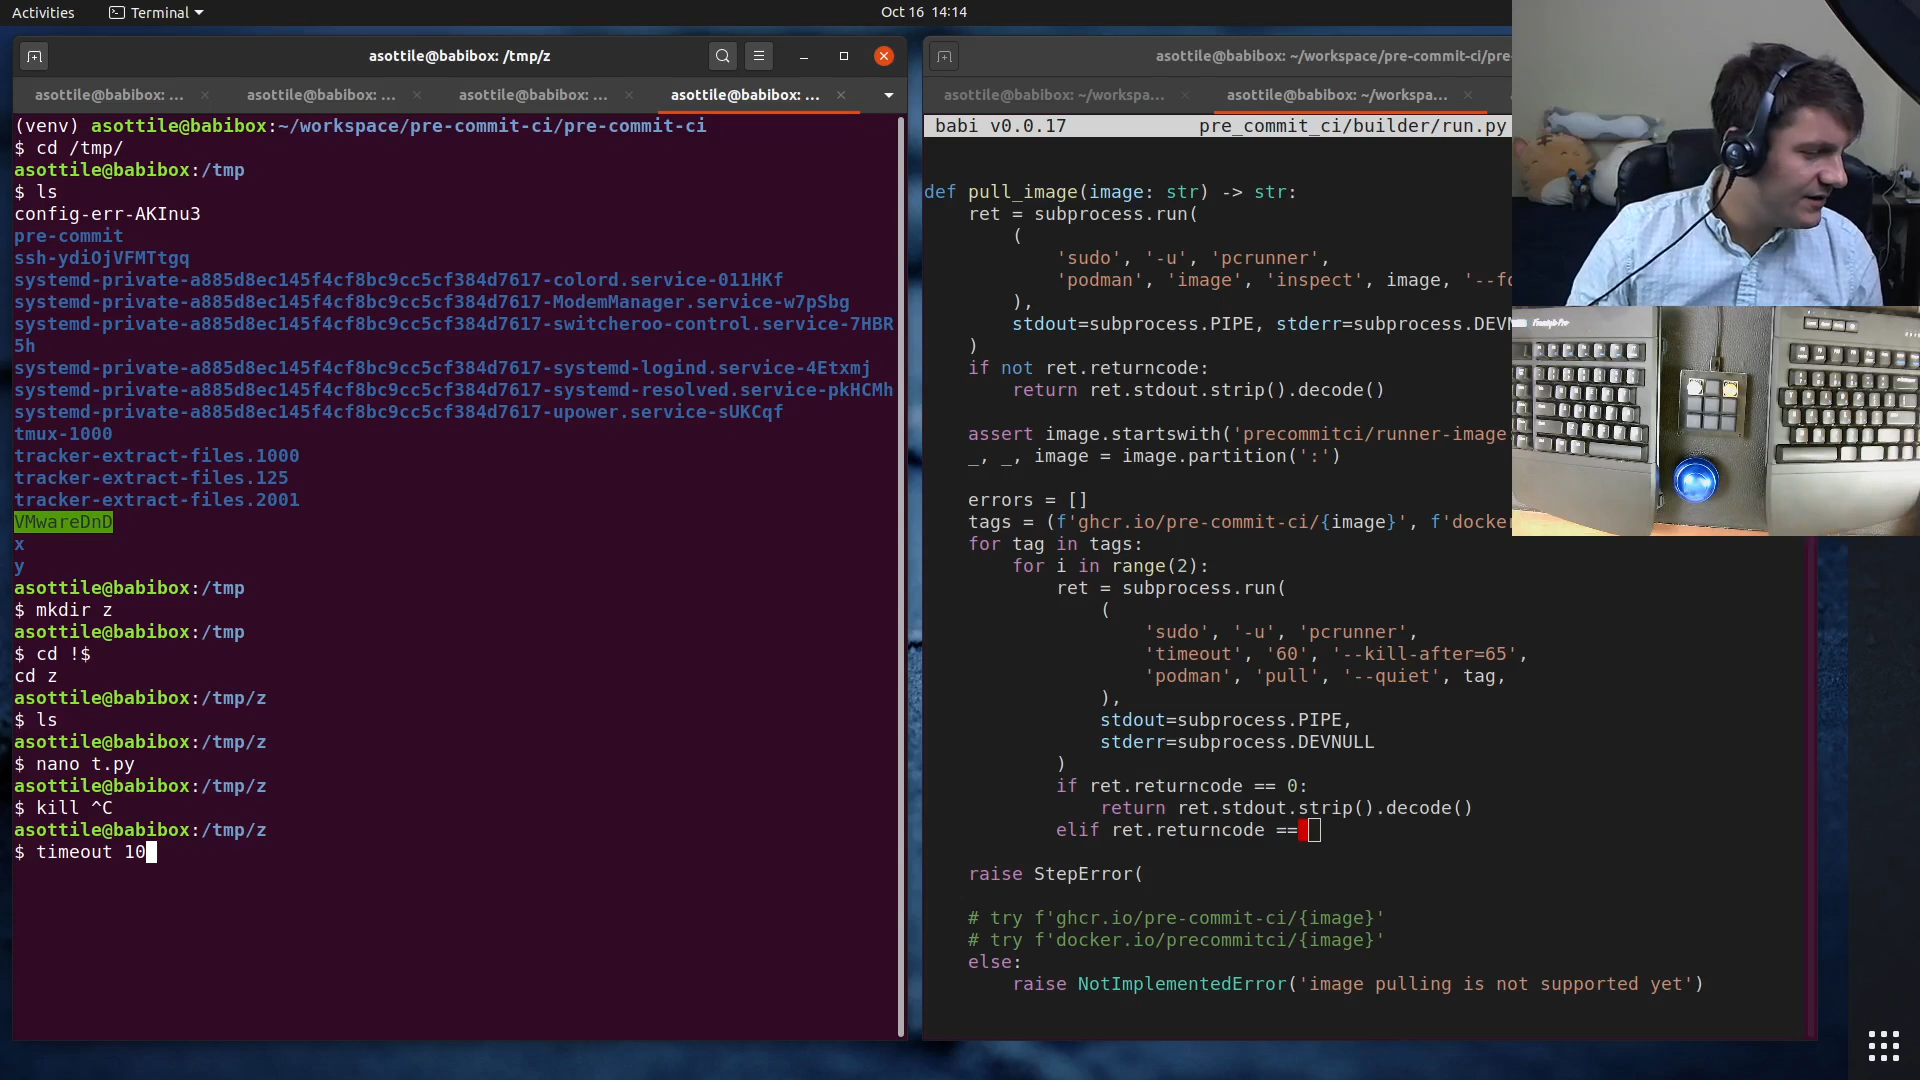 Activities
Terminal
Oct 16 14:14
asottile@babibox: /tmp/z
asottile@babibox: ...
asottile@babibox: ...
asottile@babibox: ...
asottile@babibox: ...
(venv) asottile@babibox:~/workspace/pre-commit-ci/pre-commit-ci
$ cd /tmp/
asottile@babibox:/tmp
$ ls
config-err-AKInu3
pre-commit
ssh-ydiOjVFMTtgq
systemd-private-a885d8ec145f4cf8bc9cc5cf384d7617-colord.service-011HKf
systemd-private-a885d8ec145f4cf8bc9cc5cf384d7617-ModemManager.service-w7pSbg
systemd-private-a885d8ec145f4cf8bc9cc5cf384d7617-switcheroo-control.service-7HBR
5h
systemd-private-a885d8ec145f4cf8bc9cc5cf384d7617-systemd-logind.service-4Etxmj
systemd-private-a885d8ec145f4cf8bc9cc5cf384d7617-systemd-resolved.service-pkHCMh
systemd-private-a885d8ec145f4cf8bc9cc5cf384d7617-upower.service-sUKCqf
tmux-1000
tracker-extract-files.1000
tracker-extract-files.125
tracker-extract-files.2001
VMwareDnD
x
y
asottile@babibox:/tmp
$ mkdir z
asottile@babibox:/tmp
$ cd !$
cd z
asottile@babibox:/tmp/z
$ ls
asottile@babibox:/tmp/z
$ nano t.py
asottile@babibox:/tmp/z
$ kill ^C
asottile@babibox:/tmp/z
$ timeout 10
asottile@babibox: ~/workspace/pre-commit-ci/pre
asottile@babibox: ~/workspa...
asottile@babibox: ~/workspa...
babi v0.0.17 pre_commit_ci/builder/run.py
def pull_image(image: str) -> str:
    ret = subprocess.run(
        (
            'sudo', '-u', 'pcrunner',
            'podman', 'image', 'inspect', image, '--fo
        ),
        stdout=subprocess.PIPE, stderr=subprocess.DEVN
    )
    if not ret.returncode:
        return ret.stdout.strip().decode()
    assert image.startswith('precommitci/runner-image:
    _, _, image = image.partition(':')
    errors = []
    tags = (f'ghcr.io/pre-commit-ci/{image}', f'docker
    for tag in tags:
        for i in range(2):
            ret = subprocess.run(
                (
                    'sudo', '-u', 'pcrunner',
                    'timeout', '60', '--kill-after=65',
                    'podman', 'pull', '--quiet', tag,
                ),
                stdout=subprocess.PIPE,
                stderr=subprocess.DEVNULL
            )
            if ret.returncode == 0:
                return ret.stdout.strip().decode()
            elif ret.returncode ==
    raise StepError(
    # try f'ghcr.io/pre-commit-ci/{image}'
    # try f'docker.io/precommitci/{image}'
    else:
        raise NotImplementedError('image pulling is not supported yet')